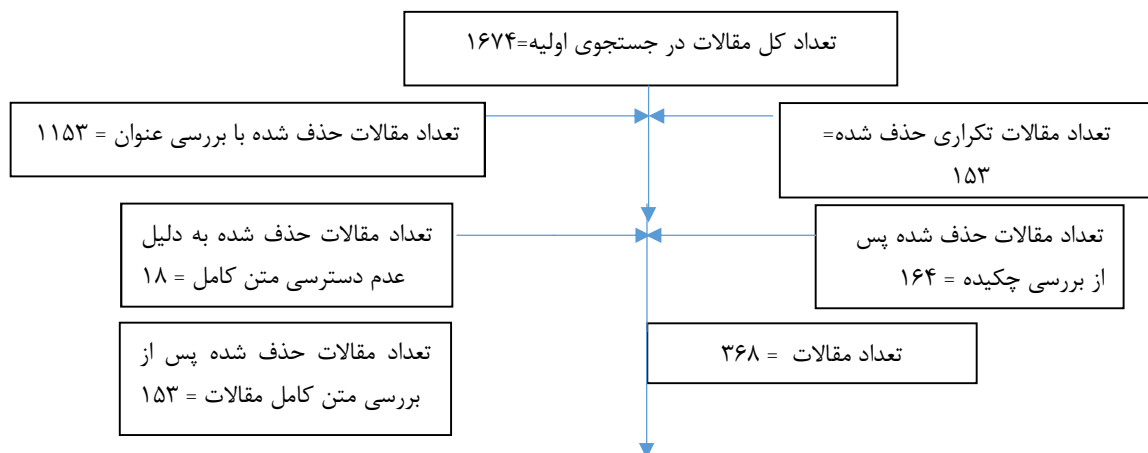 تعداد کل مقالات در جستجوی اولیه=۱۶۷۴
تعداد مقالات تکراری حذف شده=
۱۵۳
تعداد مقالات حذف شده با بررسی عنوان = ۱۱۵۳
تعداد مقالات حذف شده پس
از بررسی چکیده = ۱۶۴
تعداد مقالات حذف شده به دلیل
عدم دسترسی متن کامل = ۱۸
تعداد مقالات = ۳۶۸
تعداد مقالات حذف شده پس از
بررسی متن کامل مقالات = ۱۵۳